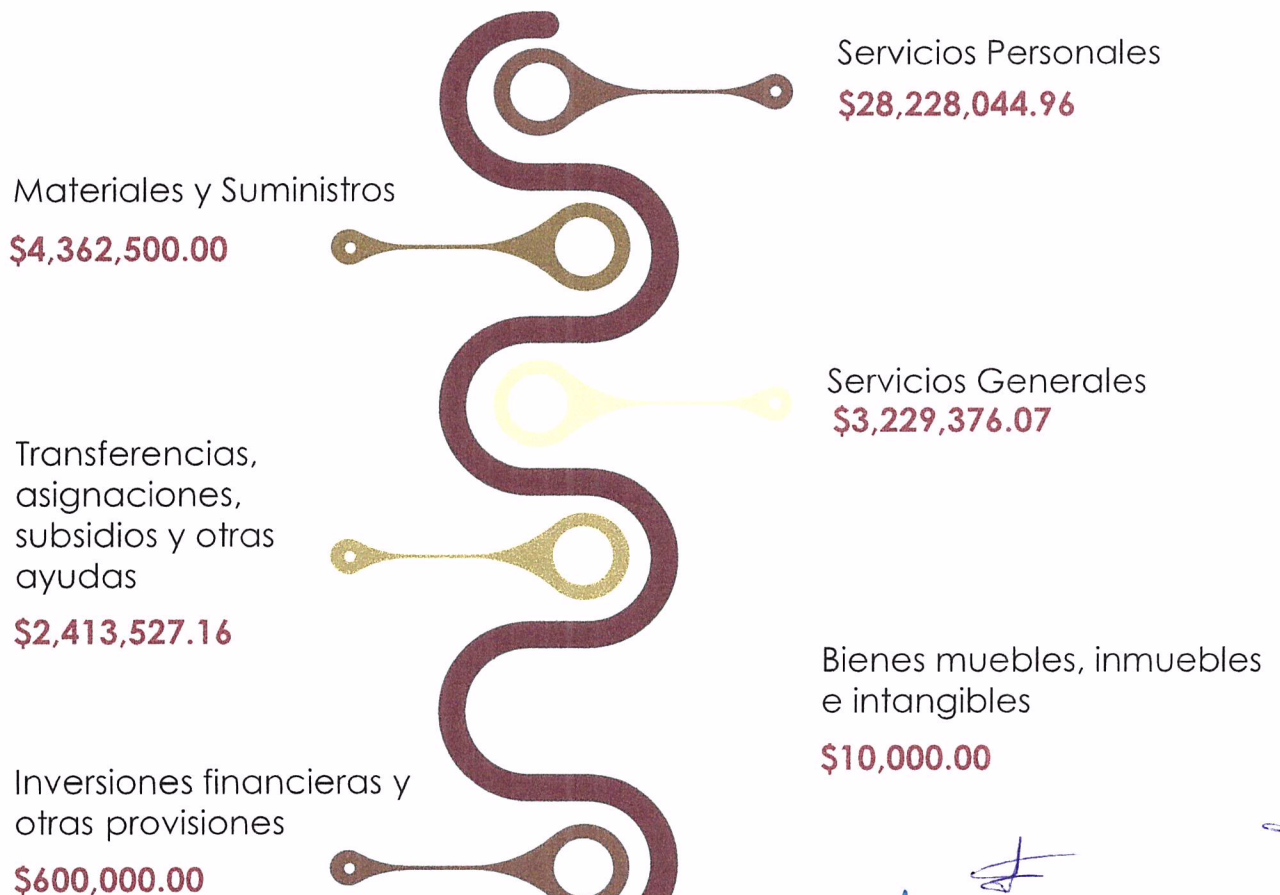 Servicios Personales
$28,228,044.96
Materiales y Suministros
$4,362,500.00
Servicios Generales
$3,229,376.07
Transferencias,
asignaciones,
subsidios y otras
ayudas
$2,413,527.16
Bienes muebles, inmuebles
e intangibles
$10,000.00
Inversiones financieras y
otras provisiones
$600,000.00